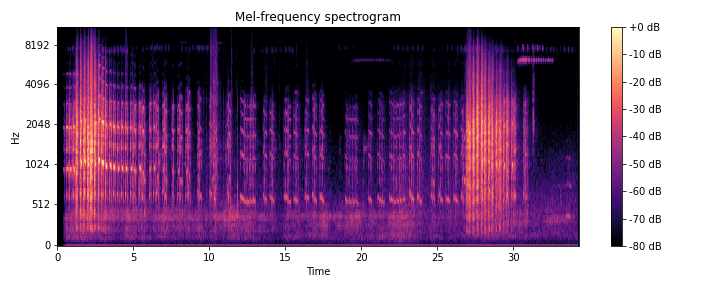 Mel-frequency spectrogram
8192
4096
2048
1024
512
0
Hz
0 5 10 15 20 25 30
Time
+0 dB
-10 dB
-20 dB
-30 dB
-40 dB
-50 dB
-60 dB
-70 dB
-80 dB